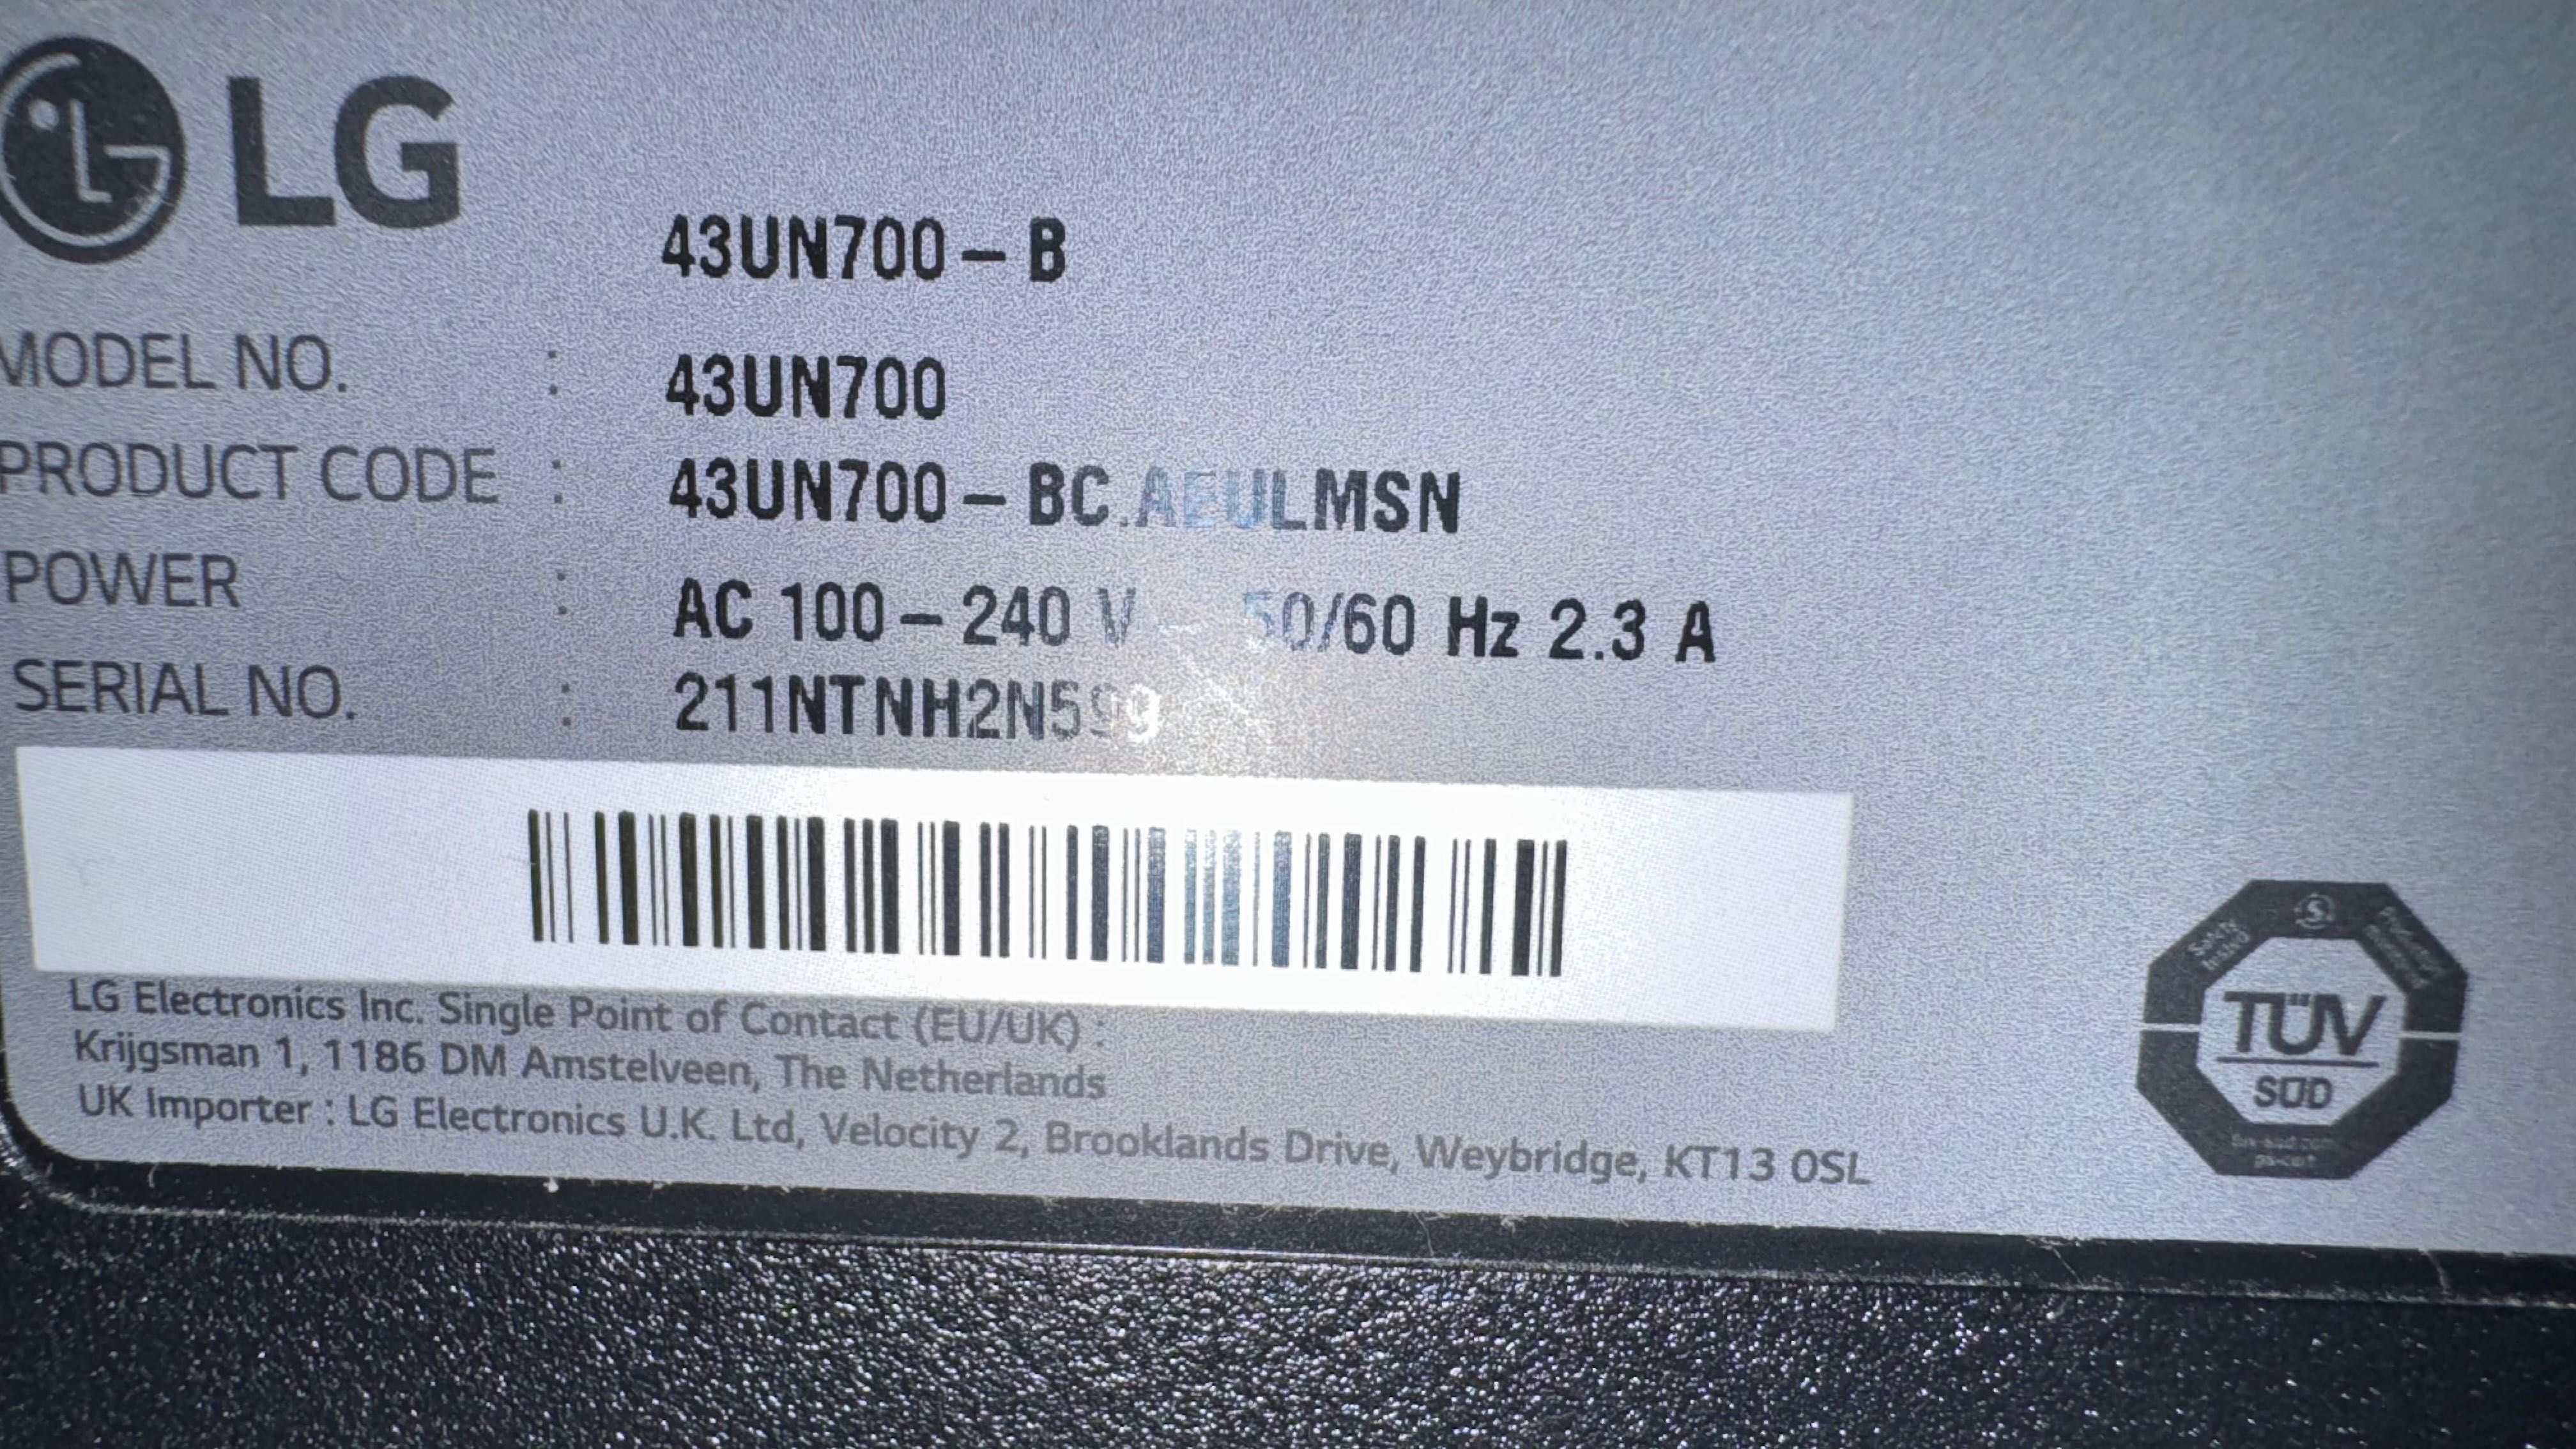 LG
43UN700-B
MODEL NO. : 43UN700
PRODUCT CODE : 43UN700-BC.AEULMSN
POWER : AC 100-240 V ~ 50/60 Hz 2.3 A
SERIAL NO. : 211NTNH2N599
LG Electronics Inc. Single Point of Contact (EU/UK) :
Krijgsman 1, 1186 DM Amstelveen, The Netherlands
UK Importer : LG Electronics U.K. Ltd, Velocity 2, Brooklands Drive, Weybridge, KT13 0SL
TÜV
SÜD